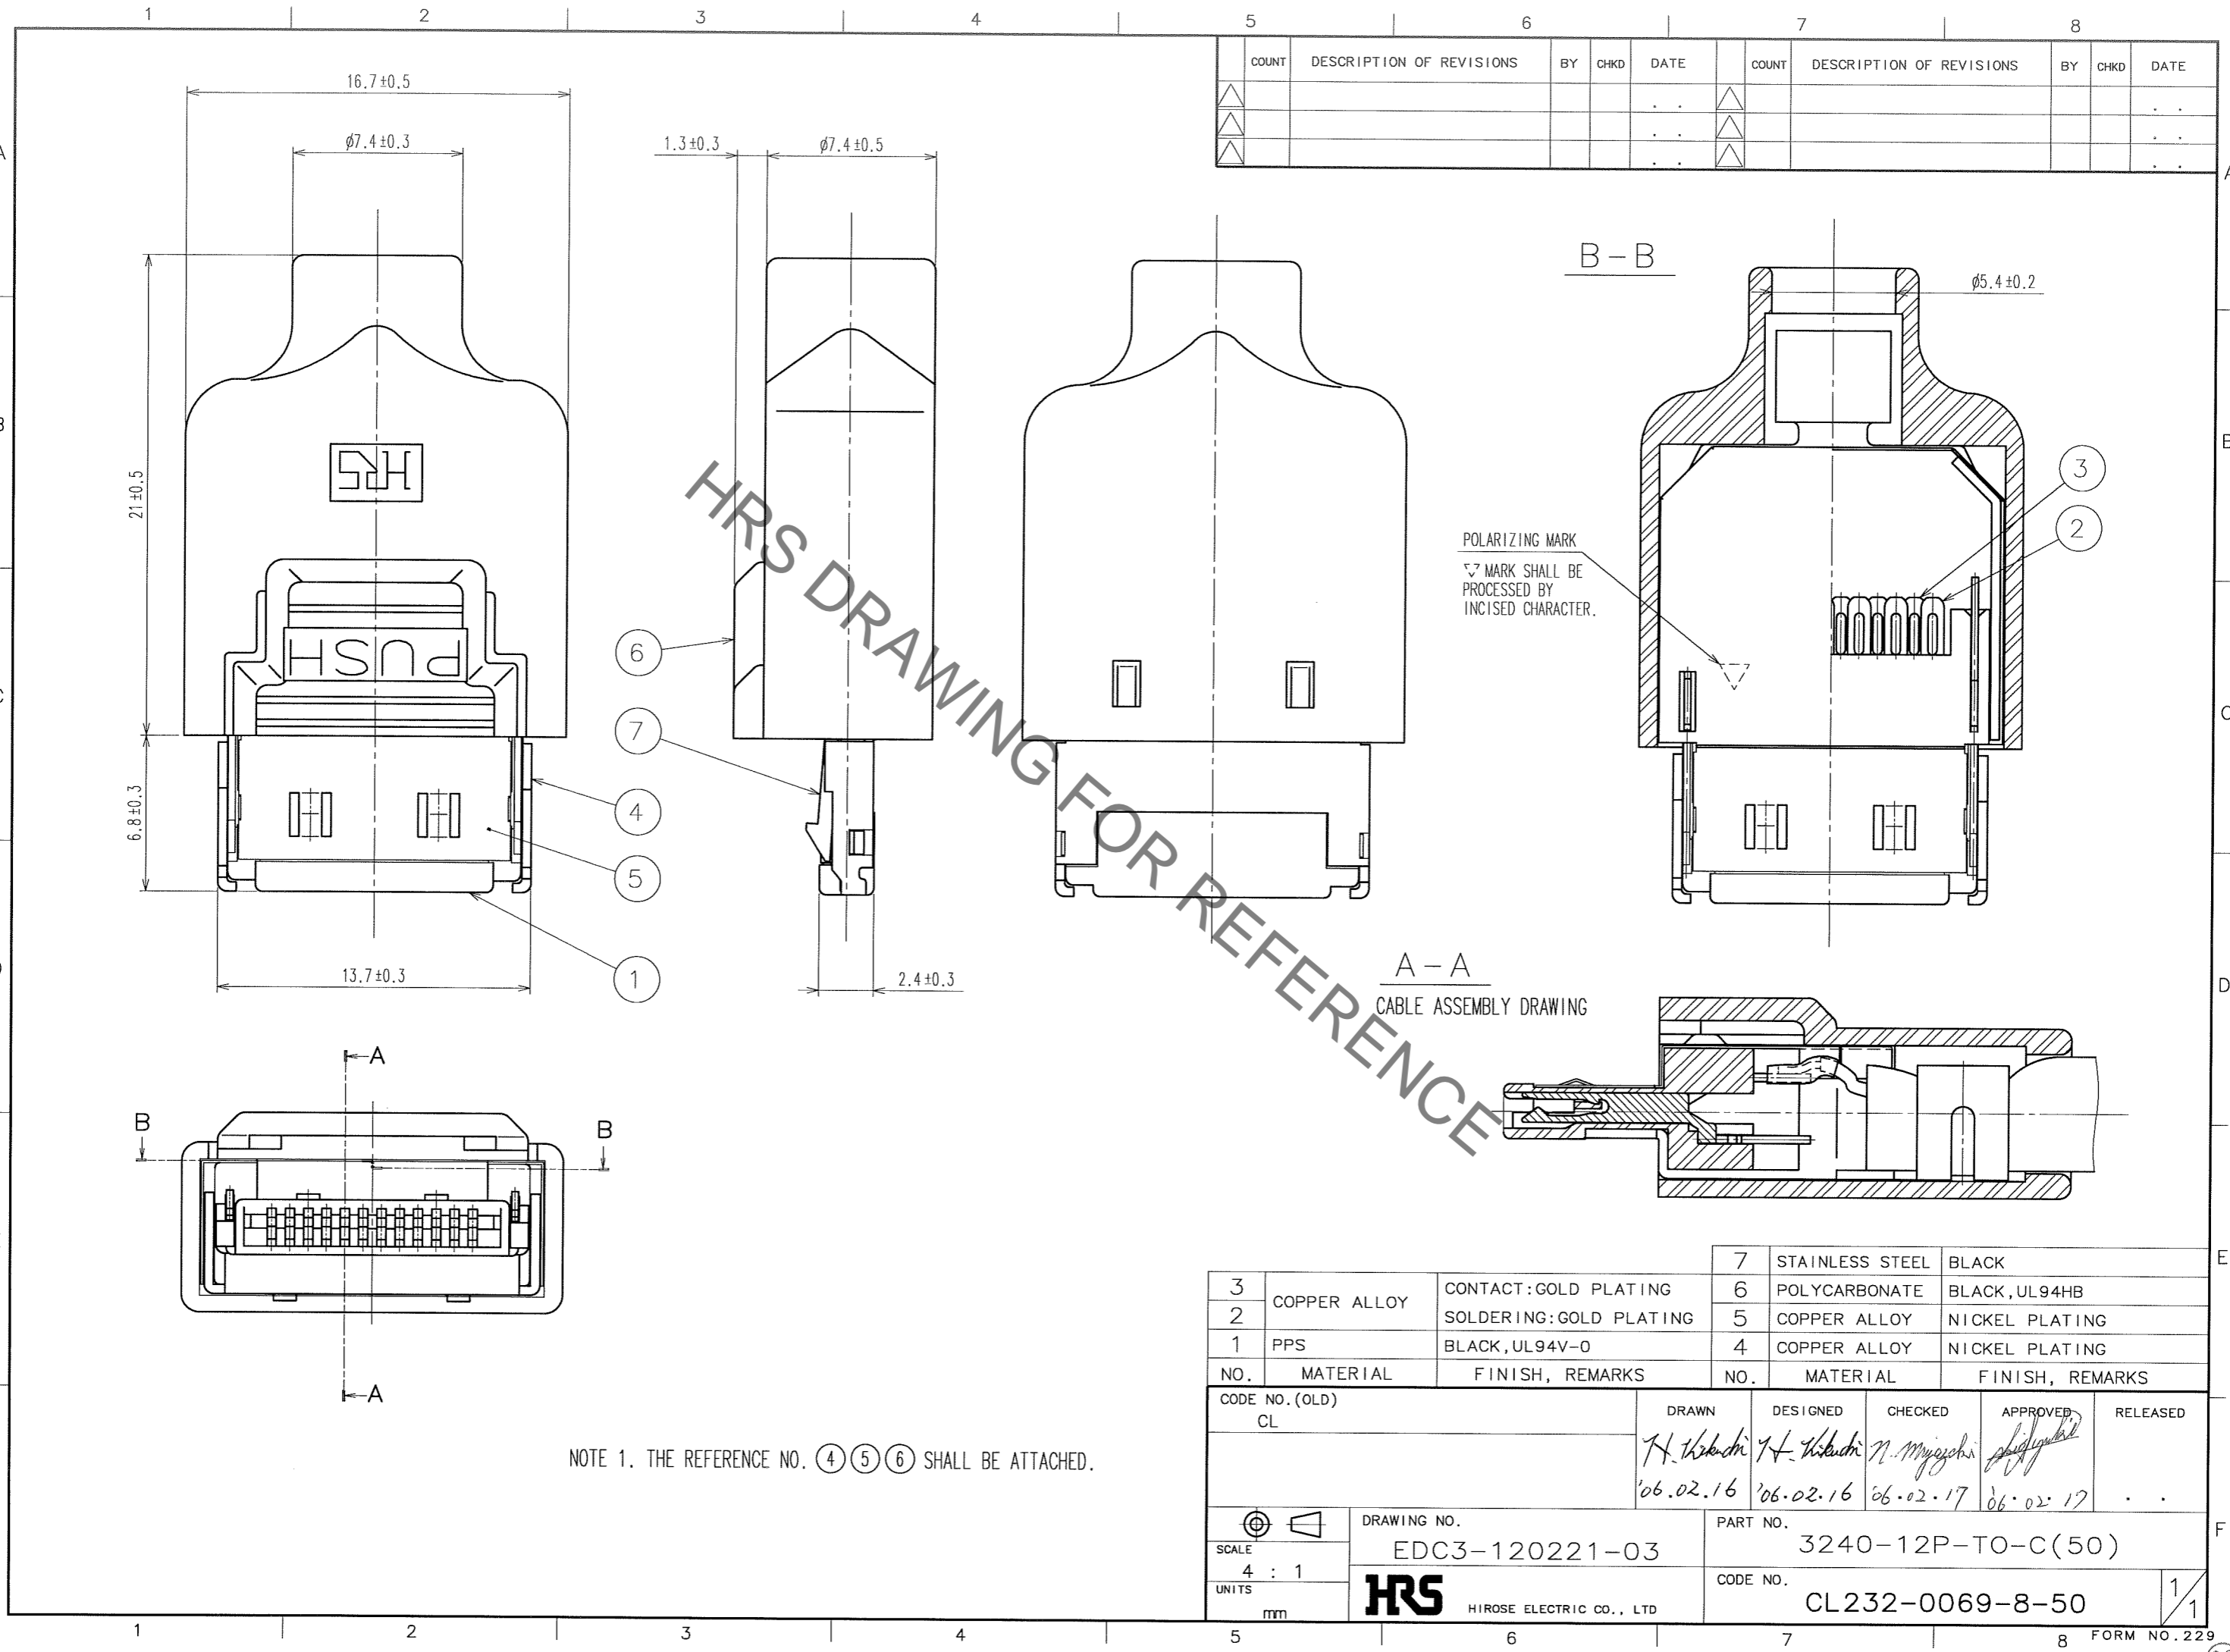 1 2 3 4 5 6 7 8
COUNT DESCRIPTION OF REVISIONS BY CHKD DATE COUNT DESCRIPTION OF REVISIONS BY CHKD DATE
16.7±0.5
ø7.4±0.3
1.3±0.3
ø7.4±0.5
B-B
ø5.4±0.2
21±0.5
HRS
PUSH
6.8±0.3
13.7±0.3
2.4±0.3
6
7
4
5
1
3
2
POLARIZING MARK
▽ MARK SHALL BE
PROCESSED BY
INCISED CHARACTER.
HRS DRAWING FOR REFERENCE
A-A
CABLE ASSEMBLY DRAWING
A
B B
A
NOTE 1. THE REFERENCE NO. ④⑤⑥ SHALL BE ATTACHED.
7 STAINLESS STEEL BLACK
3 COPPER ALLOY CONTACT:GOLD PLATING 6 POLYCARBONATE BLACK,UL94HB
2 SOLDERING:GOLD PLATING 5 COPPER ALLOY NICKEL PLATING
1 PPS BLACK,UL94V-0 4 COPPER ALLOY NICKEL PLATING
NO. MATERIAL FINISH, REMARKS NO. MATERIAL FINISH, REMARKS
CODE NO.(OLD)
CL
DRAWN DESIGNED CHECKED APPROVED RELEASED
H. Kikuchi H. Kikuchi N. Miyazaki
'06.02.16 '06.02.16 '06.02.17 '06.02.17 . .
SCALE
4 : 1
UNITS
mm
DRAWING NO.
EDC3-120221-03
PART NO.
3240-12P-TO-C(50)
HRS HIROSE ELECTRIC CO., LTD
CODE NO.
CL232-0069-8-50
1/1
A
B
C
D
E
F
1 2 3 4 5 6 7 8
FORM NO.229